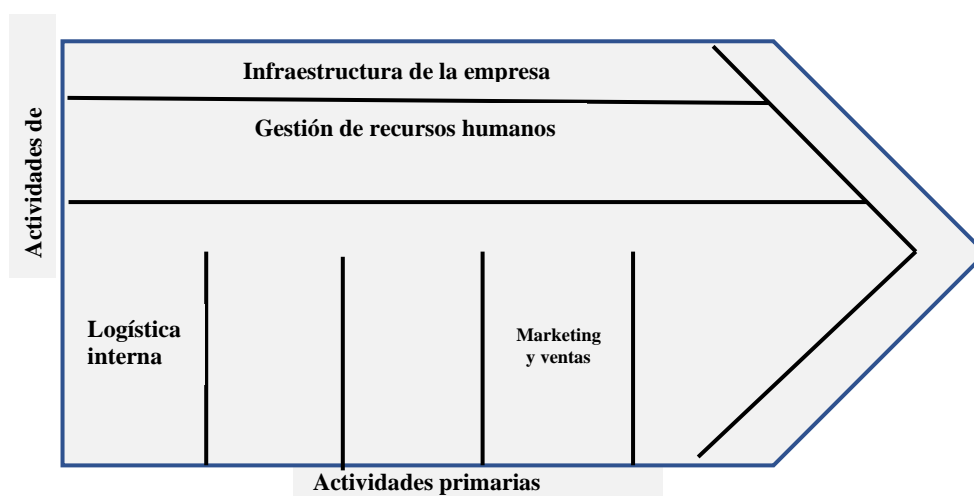 Infraestructura de la empresa
Gestión de recursos humanos
Actividades de
Logística
interna
Marketing
y ventas
Actividades primarias